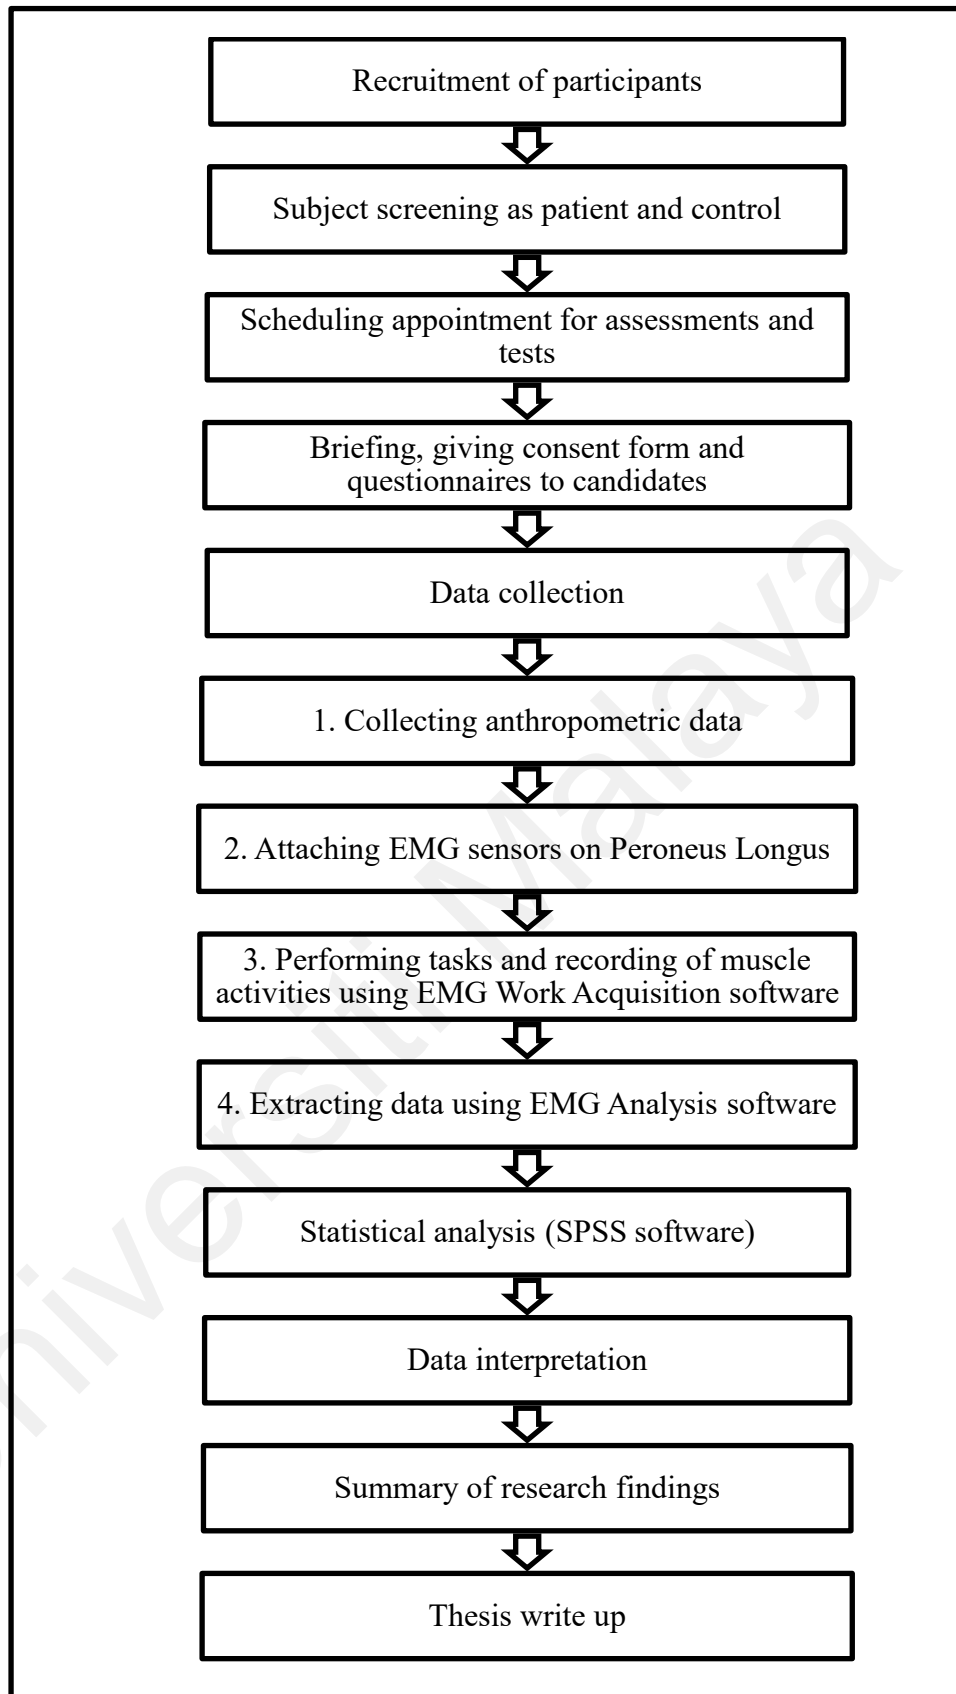 Recruitment of participants
Subject screening as patient and control
Scheduling appointment for assessments and
tests
Briefing, giving consent form and
questionnaires to candidates
Data collection
1. Collecting anthropometric data
2. Attaching EMG sensors on Peroneus Longus
3. Performing tasks and recording of muscle
activities using EMG Work Acquisition software
4. Extracting data using EMG Analysis software
Statistical analysis (SPSS software)
Data interpretation
Summary of research findings
Thesis write up
niversiti Malaya